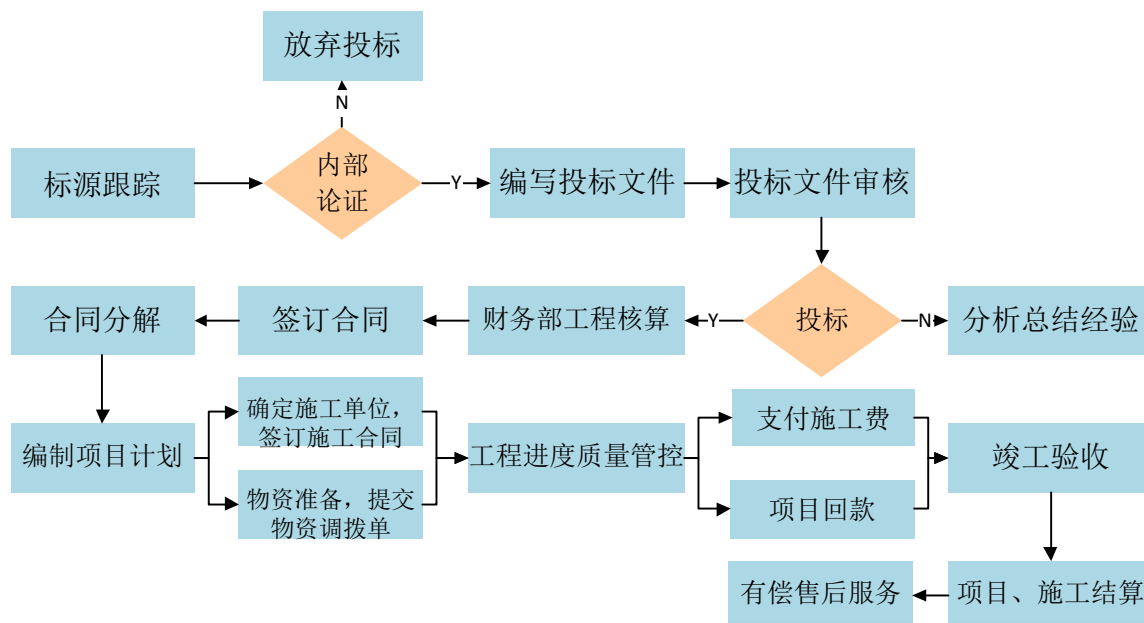 放弃投标
N
标源跟踪
内部
论证
Y
编写投标文件
投标文件审核
合同分解
签订合同
财务部工程核算
Y
投标
N
分析总结经验
编制项目计划
确定施工单位，
签订施工合同
物资准备，提交
物资调拨单
工程进度质量管控
支付施工费
项目回款
竣工验收
有偿售后服务
项目、施工结算